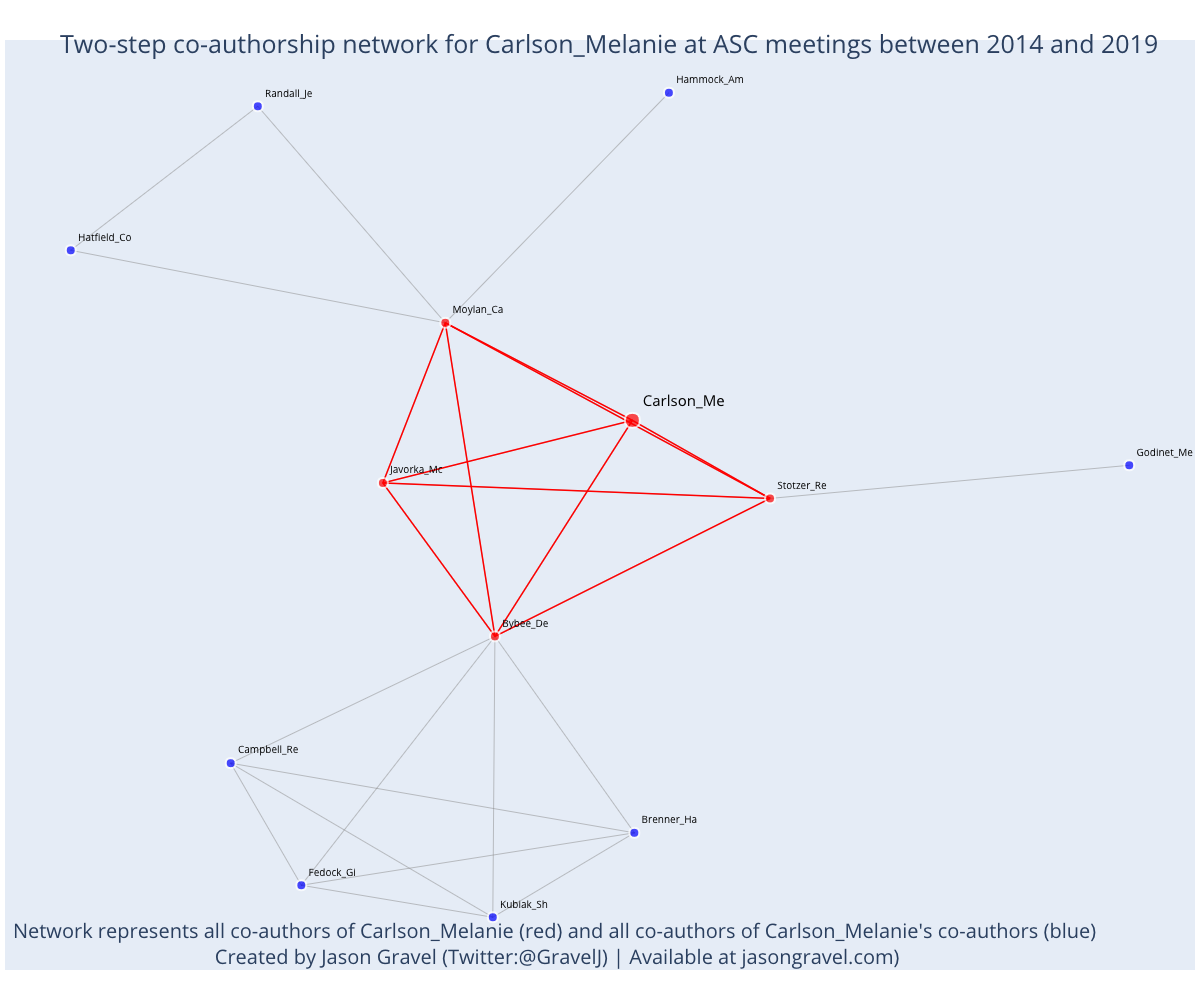 Two-step co-authorship network for Carlson_Melanie at ASC meetings between 2014 and 2019
Hammock_Am
Randall_Je
Hatfield_Co
Moylan_Ca
Carlson_Me
Godinet_Me
Javorka_Mc
Stotzer_Re
Bybee_De
Campbell_Re
Brenner_Ha
Fedock_Gi
Kubiak_Sh
Network represents all co-authors of Carlson_Melanie (red) and all co-authors of Carlson_Melanie's co-authors (blue)
Created by Jason Gravel (Twitter:@GravelJ) | Available at jasongravel.com)